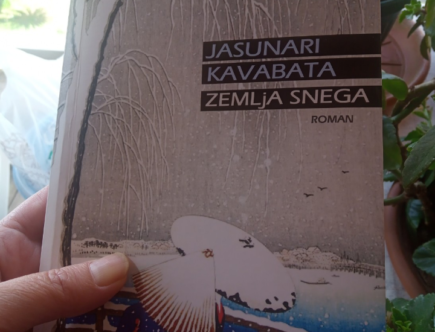 JASUNARI
KAVABATA
ZEMLjA SNEGA
ROMAN